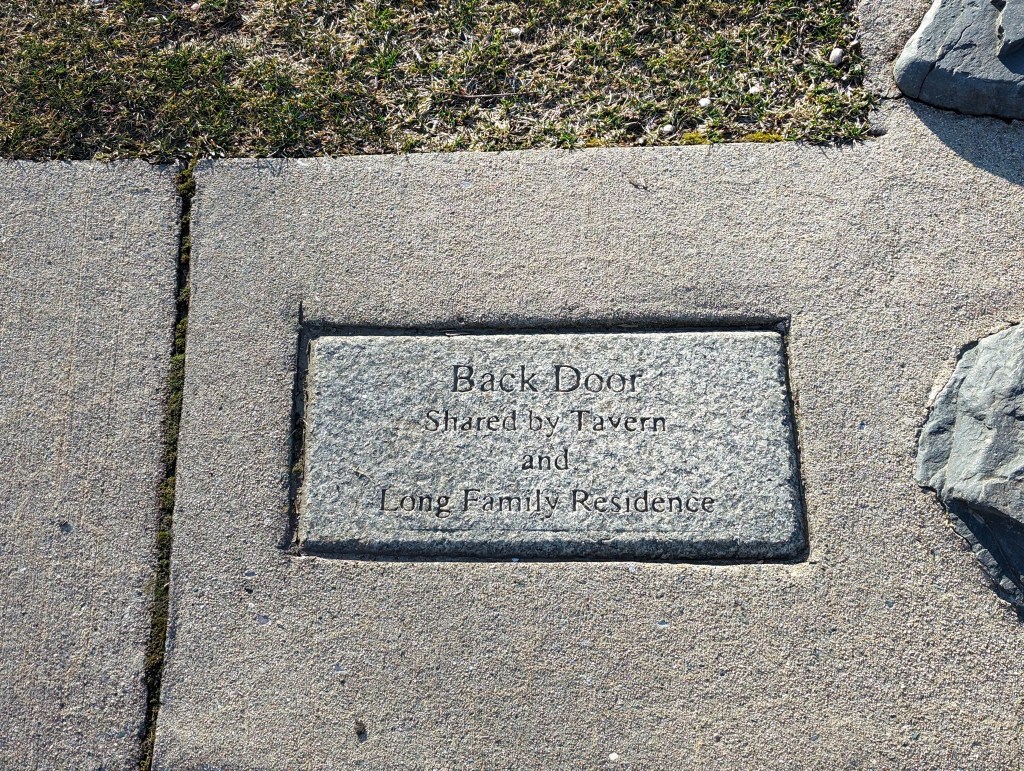 Back Door
Shared by Tavern
and
Long Family Residence